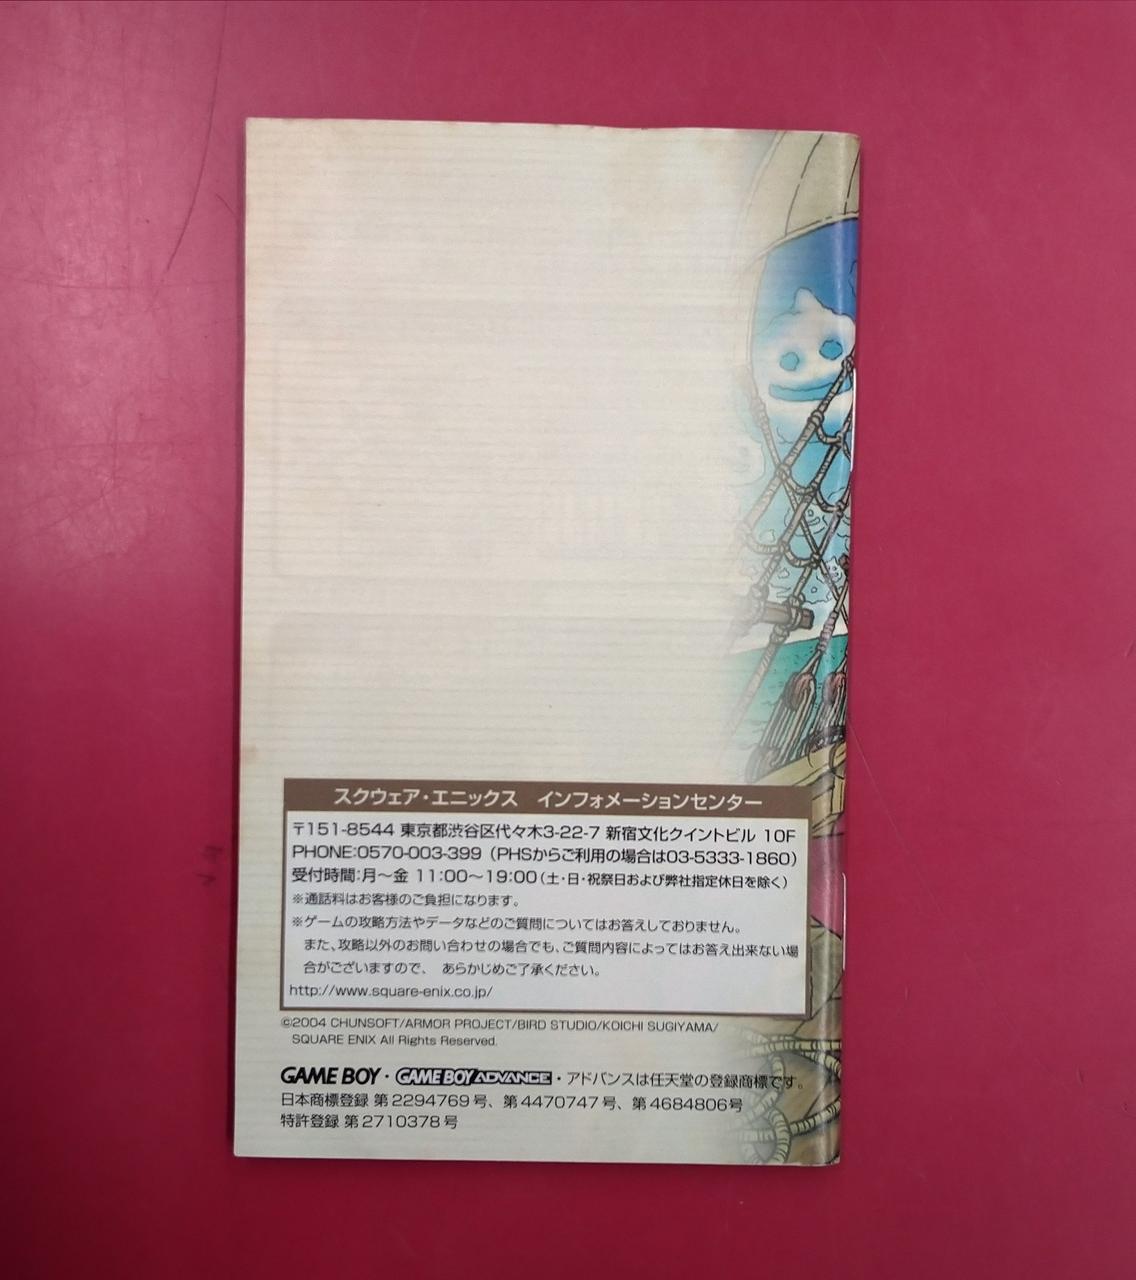 スクウェア・エニックス インフォメーションセンター
〒151-8544 東京都渋谷区代々木3-22-7 新宿文化クイントビル 10F
PHONE:0570-003-399 (PHSからご利用の場合は03-5333-1860)
受付時間:月〜金 11:00〜19:00(土・日・祝祭日および弊社指定休日を除く)
※通話料はお客様のご負担になります。
※ゲームの攻略方法やデータなどのご質問についてはお答えしておりません。
また、攻略以外のお問い合わせの場合でも、ご質問内容によってはお答え出来ない場
合がございますので、 あらかじめご了承ください。
http://www.square-enix.co.jp/
©2004 CHUNSOFT/ARMOR PROJECT/BIRD STUDIO/KOICHI SUGIYAMA/
SQUARE ENIX All Rights Reserved.
GAME BOY・GAME BOY ADVANCE・アドバンスは任天堂の登録商標です。
日本商標登録 第2294769号、第4470747号、第4684806号
特許登録 第2710378号